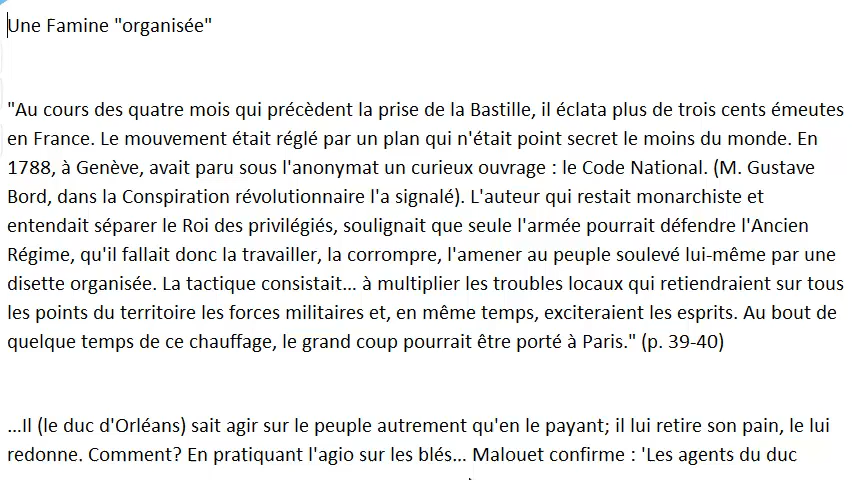 Une Famine "organisée"
"Au cours des quatre mois qui précèdent la prise de la Bastille, il éclata plus de trois cents émeutes
en France. Le mouvement était réglé par un plan qui n'était point secret le moins du monde. En
1788, à Genève, avait paru sous l'anonymat un curieux ouvrage : le Code National. (M. Gustave
Bord, dans la Conspiration révolutionnaire l'a signalé). L'auteur qui restait monarchiste et
entendait séparer le Roi des privilégiés, soulignait que seule l'armée pourrait défendre l'Ancien
Régime, qu'il fallait donc la travailler, la corrompre, l'amener au peuple soulevé lui-même par une
disette organisée. La tactique consistait... à multiplier les troubles locaux qui retiendraient sur tous
les points du territoire les forces militaires et, en même temps, exciteraient les esprits. Au bout de
quelque temps de ce chauffage, le grand coup pourrait être porté à Paris." (p. 39-40)
...Il (le duc d'Orléans) sait agir sur le peuple autrement qu'en le payant; il lui retire son pain, le lui
redonne. Comment? En pratiquant l'agio sur les blés... Malouet confirme : 'Les agents du duc